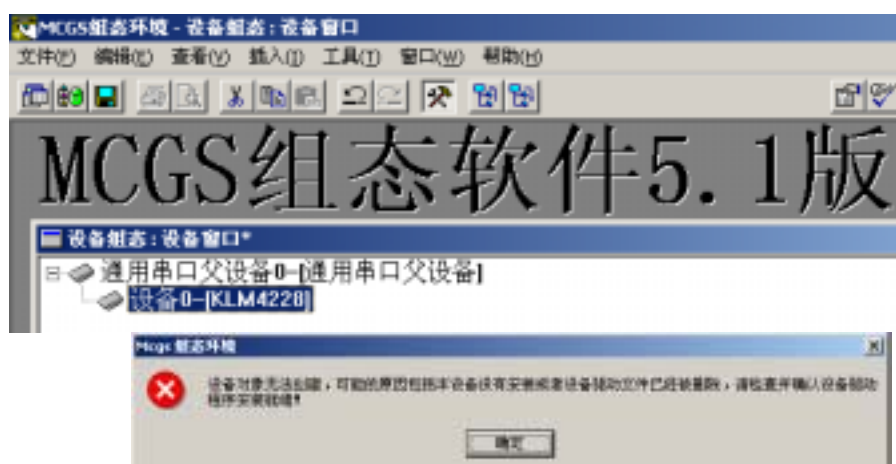 MCGS组态环境 - 设备组态:设备窗口
文件(F) 编辑(E) 查看(V) 插入(I) 工具(T) 窗口(W) 帮助(H)
MCGS组态软件5.1版
设备组态:设备窗口*
通用串口父设备0-[通用串口父设备]
设备0-[KLM4228]
Mcgs 组态环境
设备对象无法创建,可能的原因包括本设备没有安装或者设备驱动文件已经被删除,请检查并确认设备驱动
程序安装就绪!
确定